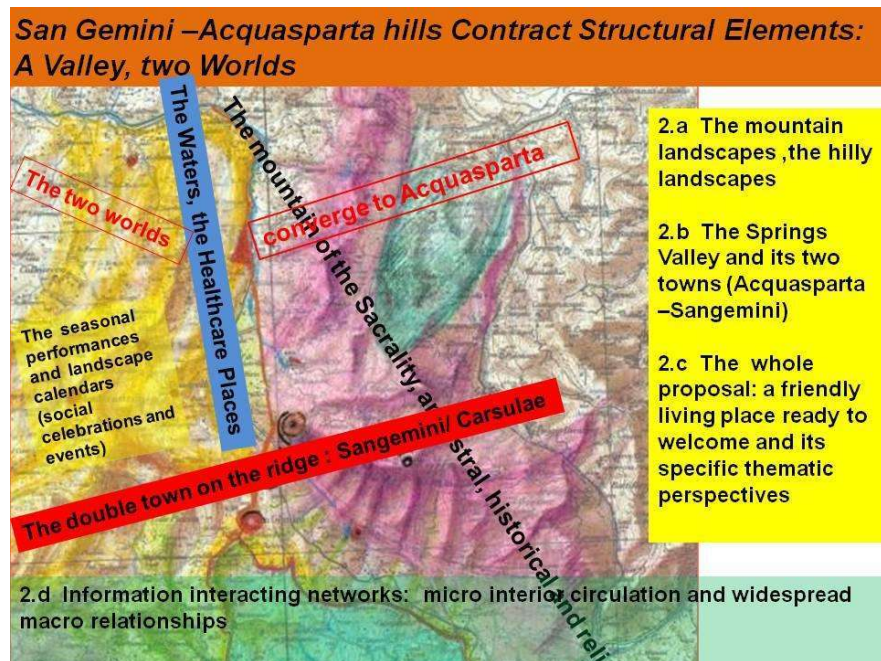 San Gemini –Acquasparta hills Contract Structural Elements:
A Valley, two Worlds
The two worlds
converge to Acquasparta
The Waters, the Healthcare Places
The mountain of the Sacrality, an stral, historical and reli
The seasonal
performances
and landscape
calendars
(social
celebrations and
events)
The double town on the ridge : Sangemini/ Carsulae
2.a The mountain
landscapes ,the hilly
landscapes
2.b The Springs
Valley and its two
towns (Acquasparta
–Sangemini)
2.c The whole
proposal: a friendly
living place ready to
welcome and its
specific thematic
perspectives
2.d Information interacting networks: micro interior circulation and widespread
macro relationships